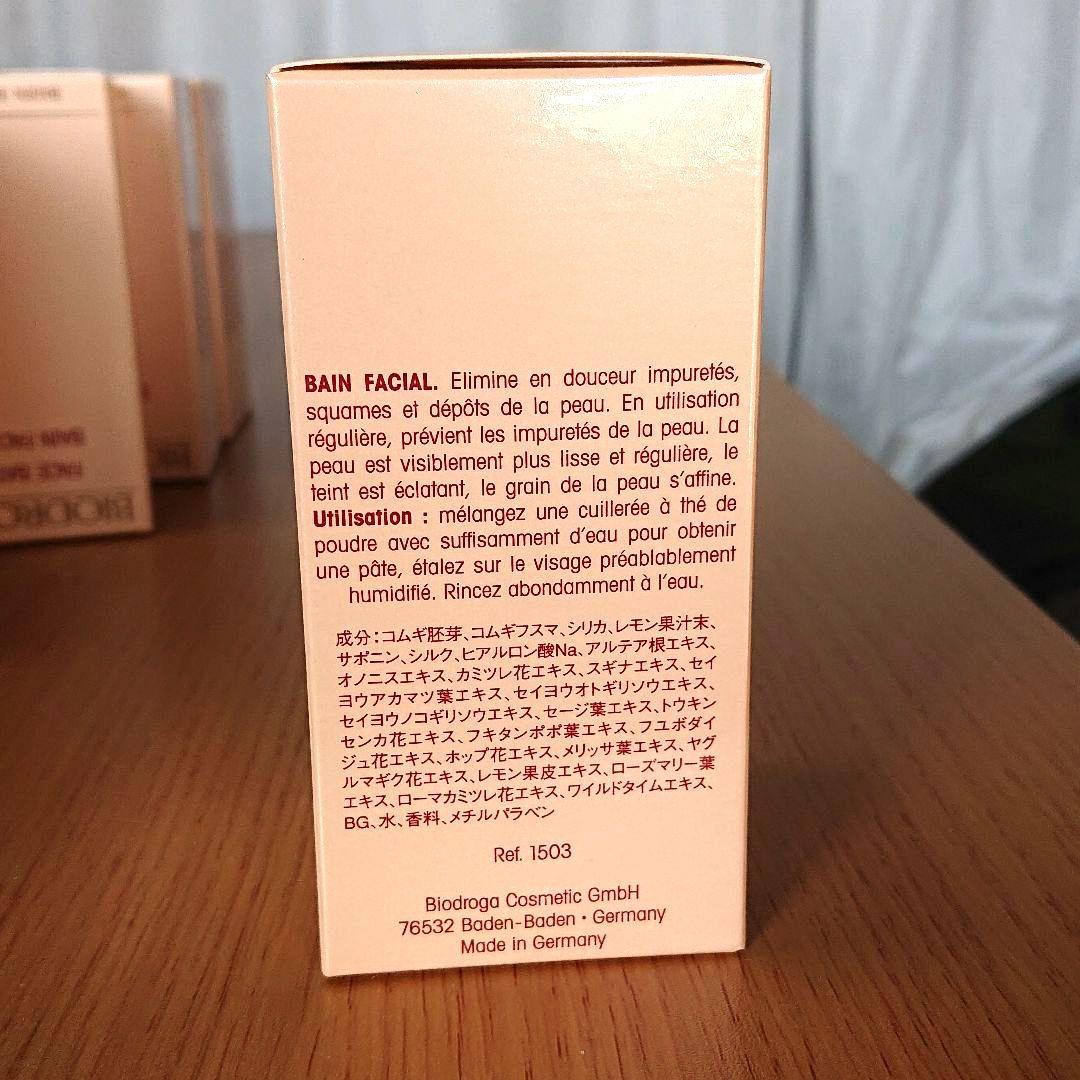 BAIN FACIAL. Elimine en douceur impuretés,
squames et dépôts de la peau. En utilisation
régulière, prévient les impuretés de la peau. La
peau est visiblement plus lisse et régulière, le
teint est éclatant, le grain de la peau s'affine.
Utilisation : mélangez une cuillerée à thé de
poudre avec suffisamment d'eau pour obtenir
une pâte, étalez sur le visage préablablement
humidifié. Rincez abondamment à l'eau.
成分:コムギ胚芽、コムギフスマ、シリカ、レモン果汁末、
サポニン、シルク、ヒアルロン酸Na、アルテア根エキス、
オノニスエキス、カミツレ花エキス、スギナエキス、セイ
ヨウアカマツ葉エキス、セイヨウオトギリソウエキス、
セイヨウノコギリソウエキス、セージ葉エキス、トウキン
センカ花エキス、フキタンポポ葉エキス、フユボダイ
ジュ花エキス、ホップ花エキス、メリッサ葉エキス、ヤグ
ルマギク花エキス、レモン果皮エキス、ローズマリー葉
エキス、ローマカミツレ花エキス、ワイルドタイムエキス、
BG、水、香料、メチルパラベン
Ref. 1503
Biodroga Cosmetic GmbH
76532 Baden-Baden • Germany
Made in Germany
BAIN FAC
FACE
BIODRO
BIO